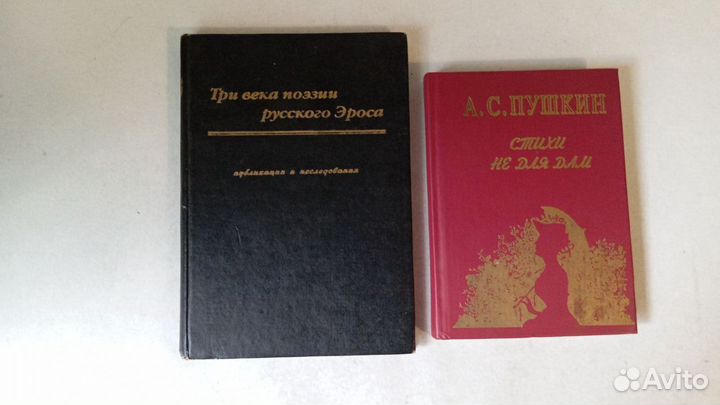 Три века поэзии
русского Эроса
публикации и исследования
А. С. ПУШКИН
СТИХИ
НЕ ДЛЯ ДАМ
Avito